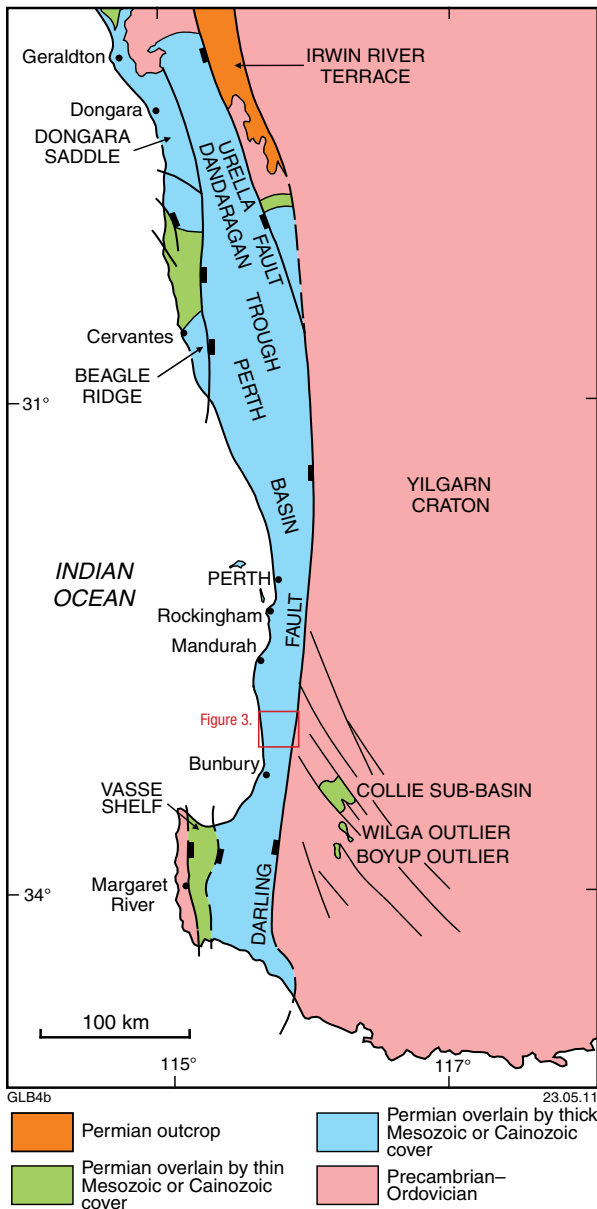 Geraldton
IRWIN RIVER
TERRACE
Dongara
DONGARA
SADDLE
URELLA
FAULT
DANDARAGAN
TROUGH
Cervantes
BEAGLE
RIDGE
PERTH
BASIN
31°
YILGARN
CRATON
INDIAN
OCEAN
PERTH
Rockingham
Mandurah
FAULT
Figure 3.
Bunbury
COLLIE SUB-BASIN
VASSE
SHELF
WILGA OUTLIER
BOYUP OUTLIER
34°
Margaret
River
DARLING
100 km
115°
117°
GLB4b
23.05.11
Permian outcrop
Permian overlain by thick
Mesozoic or Cainozoic
cover
Permian overlain by thin
Mesozoic or Cainozoic
cover
Precambrian–
Ordovician